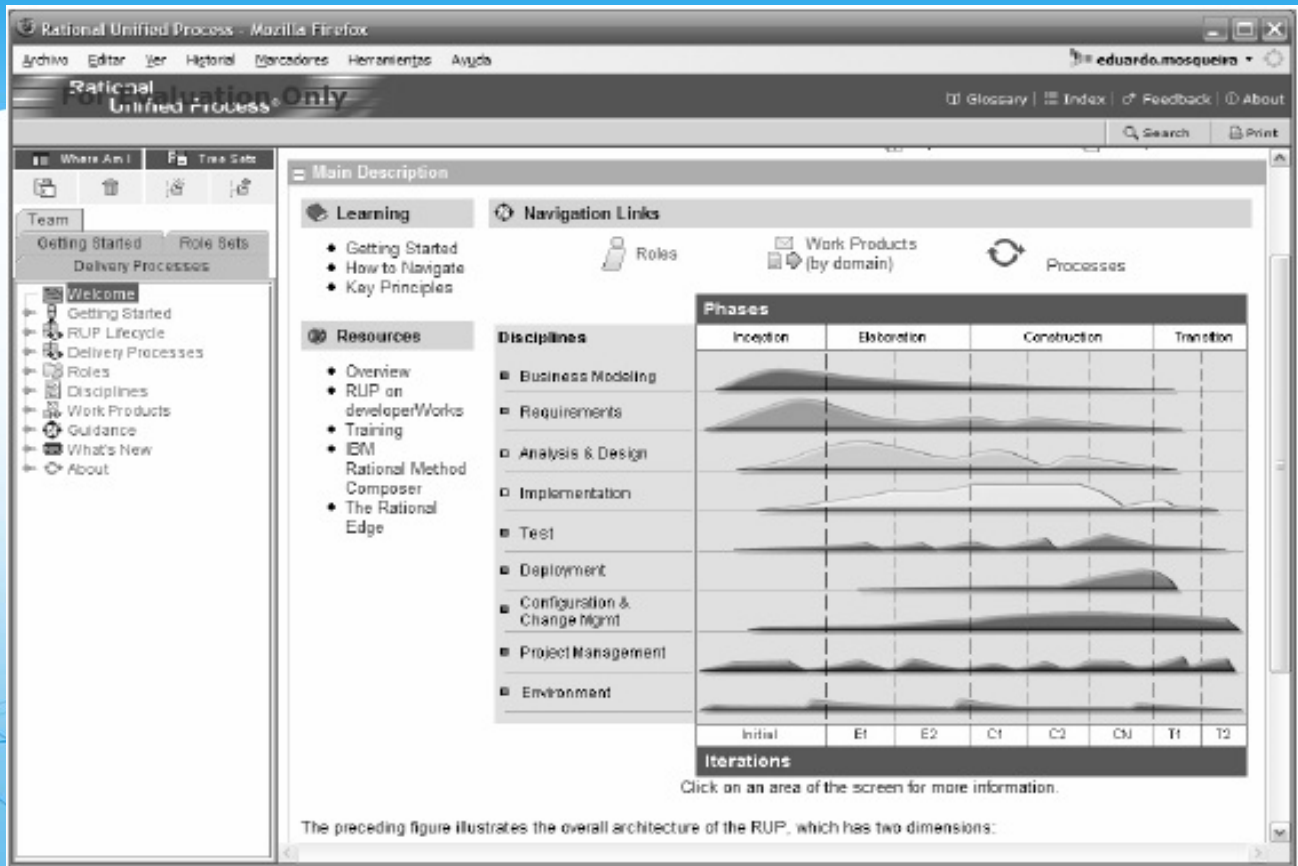 Rational Unified Process - Mozilla Firefox
Archivo Editar Ver Historial Marcadores Herramientas Ayuda
eduardo.mosqueira
Rational
Unified Process®
For Evaluation Only
Glossary | Index | Feedback | About
Search Print
Where Am I Tree Sets
Team
Getting Started Role Sets
Delivery Processes
Welcome
Getting Started
RUP Lifecycle
Delivery Processes
Roles
Disciplines
Work Products
Guidance
What's New
About
Main Description
Learning
Getting Started
How to Navigate
Key Principles
Resources
Overview
RUP on
developerWorks
Training
IBM
Rational Method
Composer
The Rational
Edge
Navigation Links
Roles
Work Products
(by domain)
Processes
Phases
Disciplines
Inception Elaboration Construction Transition
Business Modeling
Requirements
Analysis & Design
Implementation
Test
Deployment
Configuration &
Change Mgmt
Project Management
Environment
Initial E1 E2 C1 C2 CN T1 T2
Iterations
Click on an area of the screen for more information.
The preceding figure illustrates the overall architecture of the RUP, which has two dimensions: